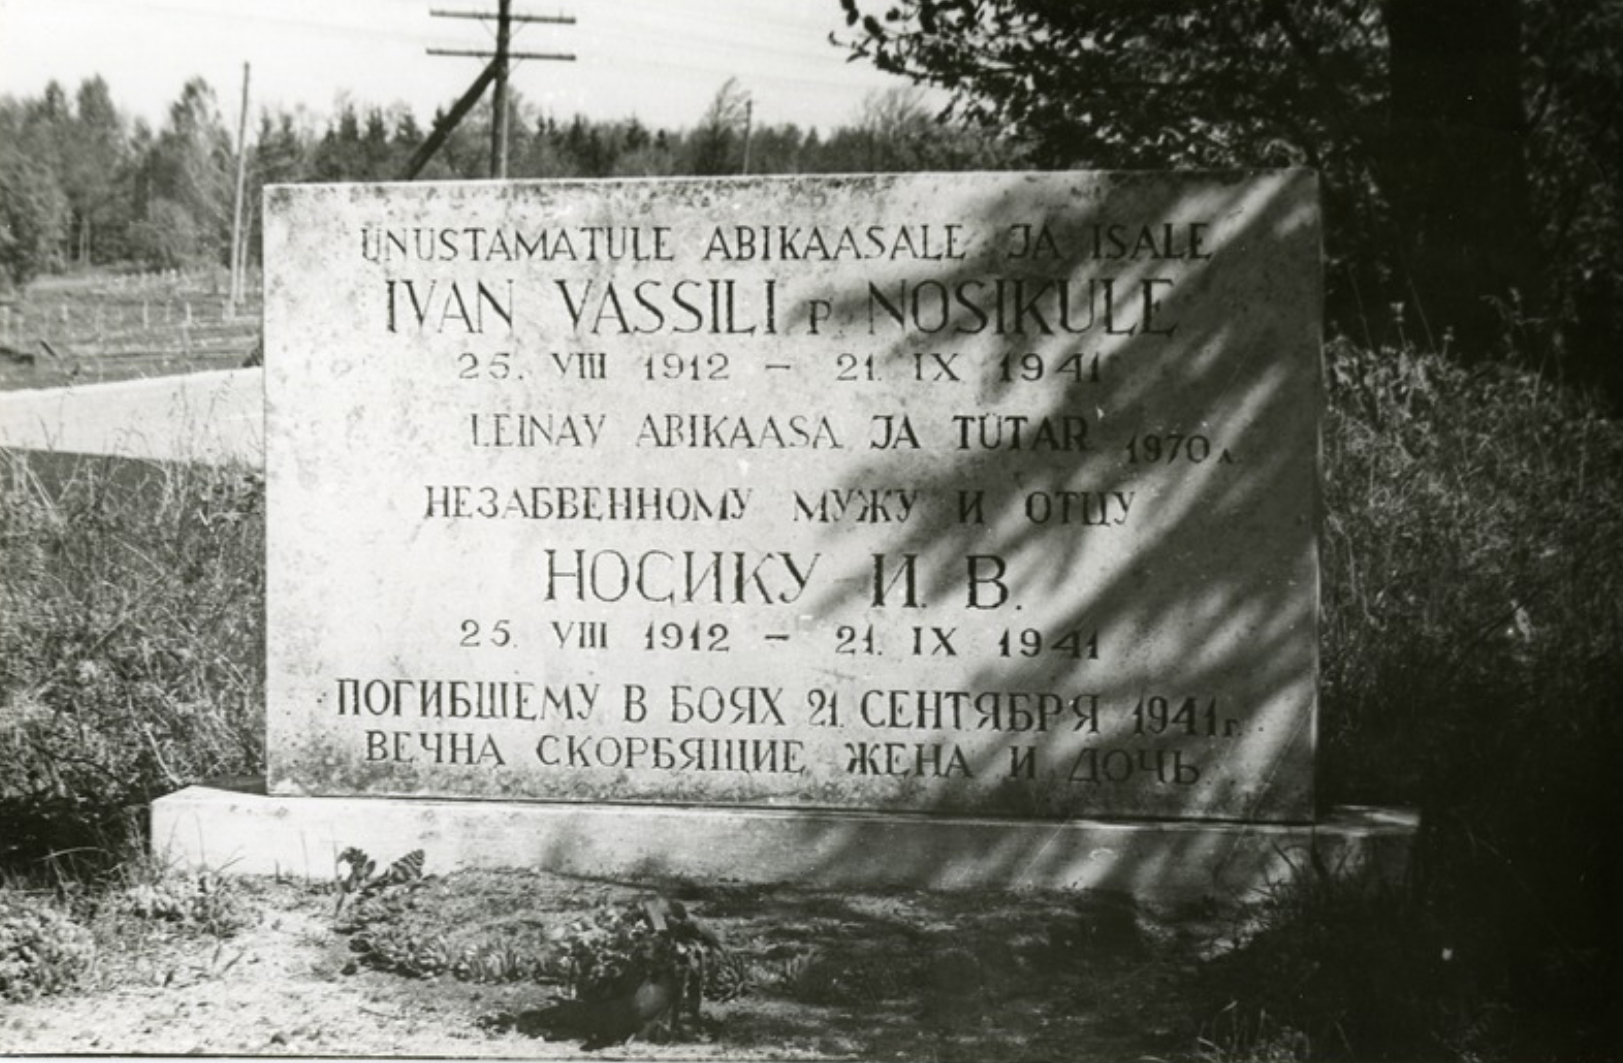 UNUSTAMATULE ABIKAASALE JA ISALE
IVAN VASSILI p. NOSIKULE
25. VIII 1912 – 21. IX 1941
LEINAV ABIKAASA JA TÜTAR 1970 г.
НЕЗАБВЕННОМУ МУЖУ И ОТЦУ
НОСИКУ И. В.
25. VIII 1912 – 21. IX 1941
ПОГИБШЕМУ В БОЯХ 21. СЕНТЯБРЯ 1941 г.
ВЕЧНА СКОРБЯЩИЕ ЖЕНА И ДОЧЬ